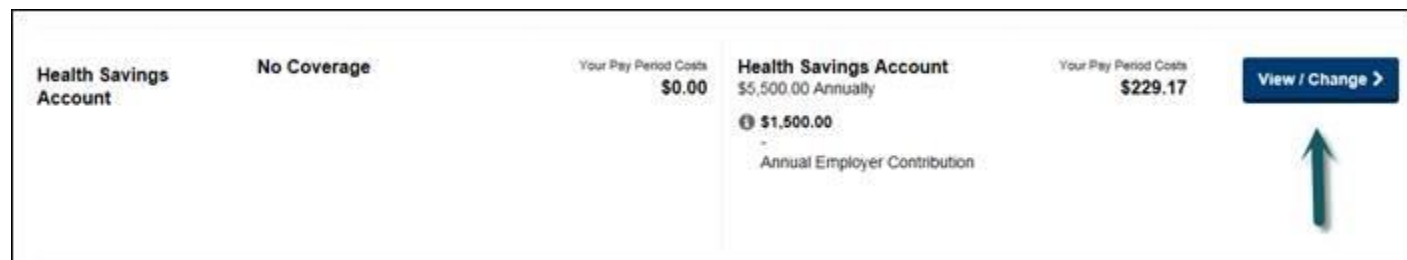 Health Savings
Account
No Coverage
Your Pay Period Costs
$0.00
Health Savings Account
$5,500.00 Annually
$1,500.00
-
Annual Employer Contribution
Your Pay Period Costs
$229.17
View / Change >